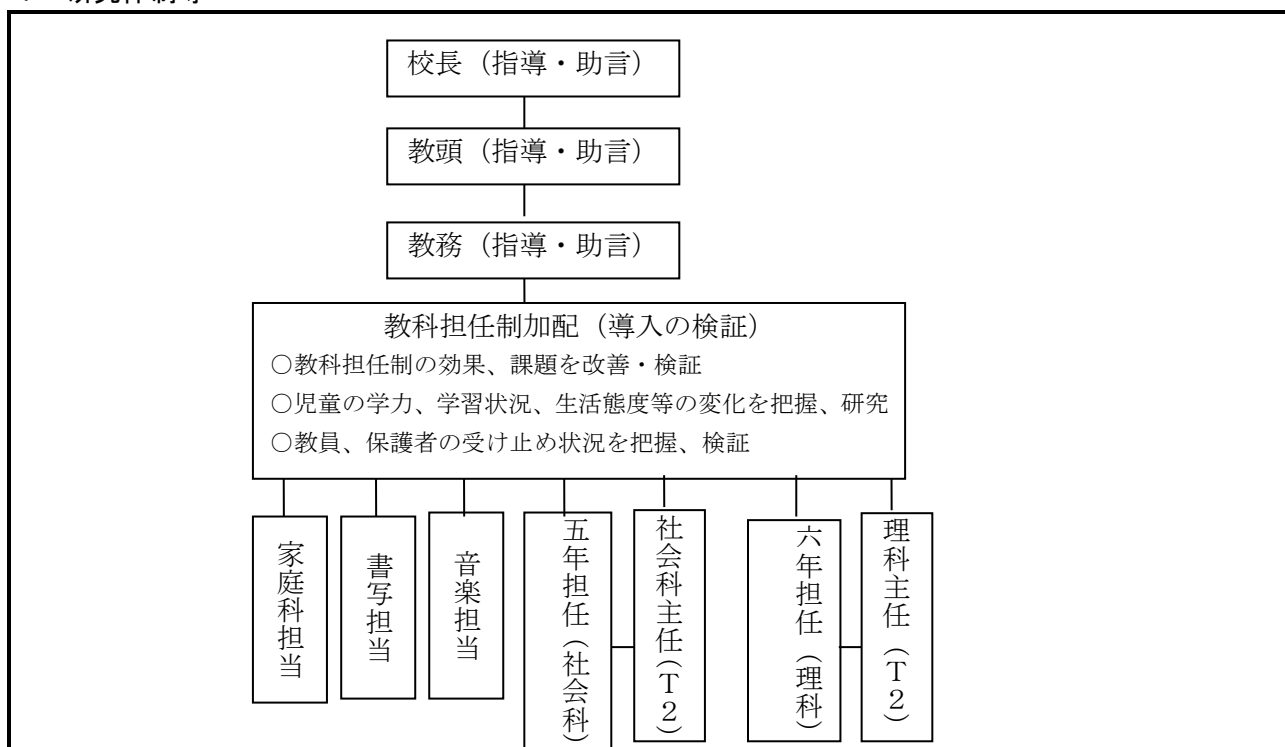 校長（指導・助言）
教頭（指導・助言）
教務（指導・助言）
教科担任制加配（導入の検証）
○教科担任制の効果、課題を改善・検証
○児童の学力、学習状況、生活態度等の変化を把握、研究
○教員、保護者の受け止め状況を把握、検証
家庭科担当
書写担当
音楽担当
五年担任（社会科）
社会科主任（Ｔ２）
六年担任（理科）
理科主任（Ｔ２）